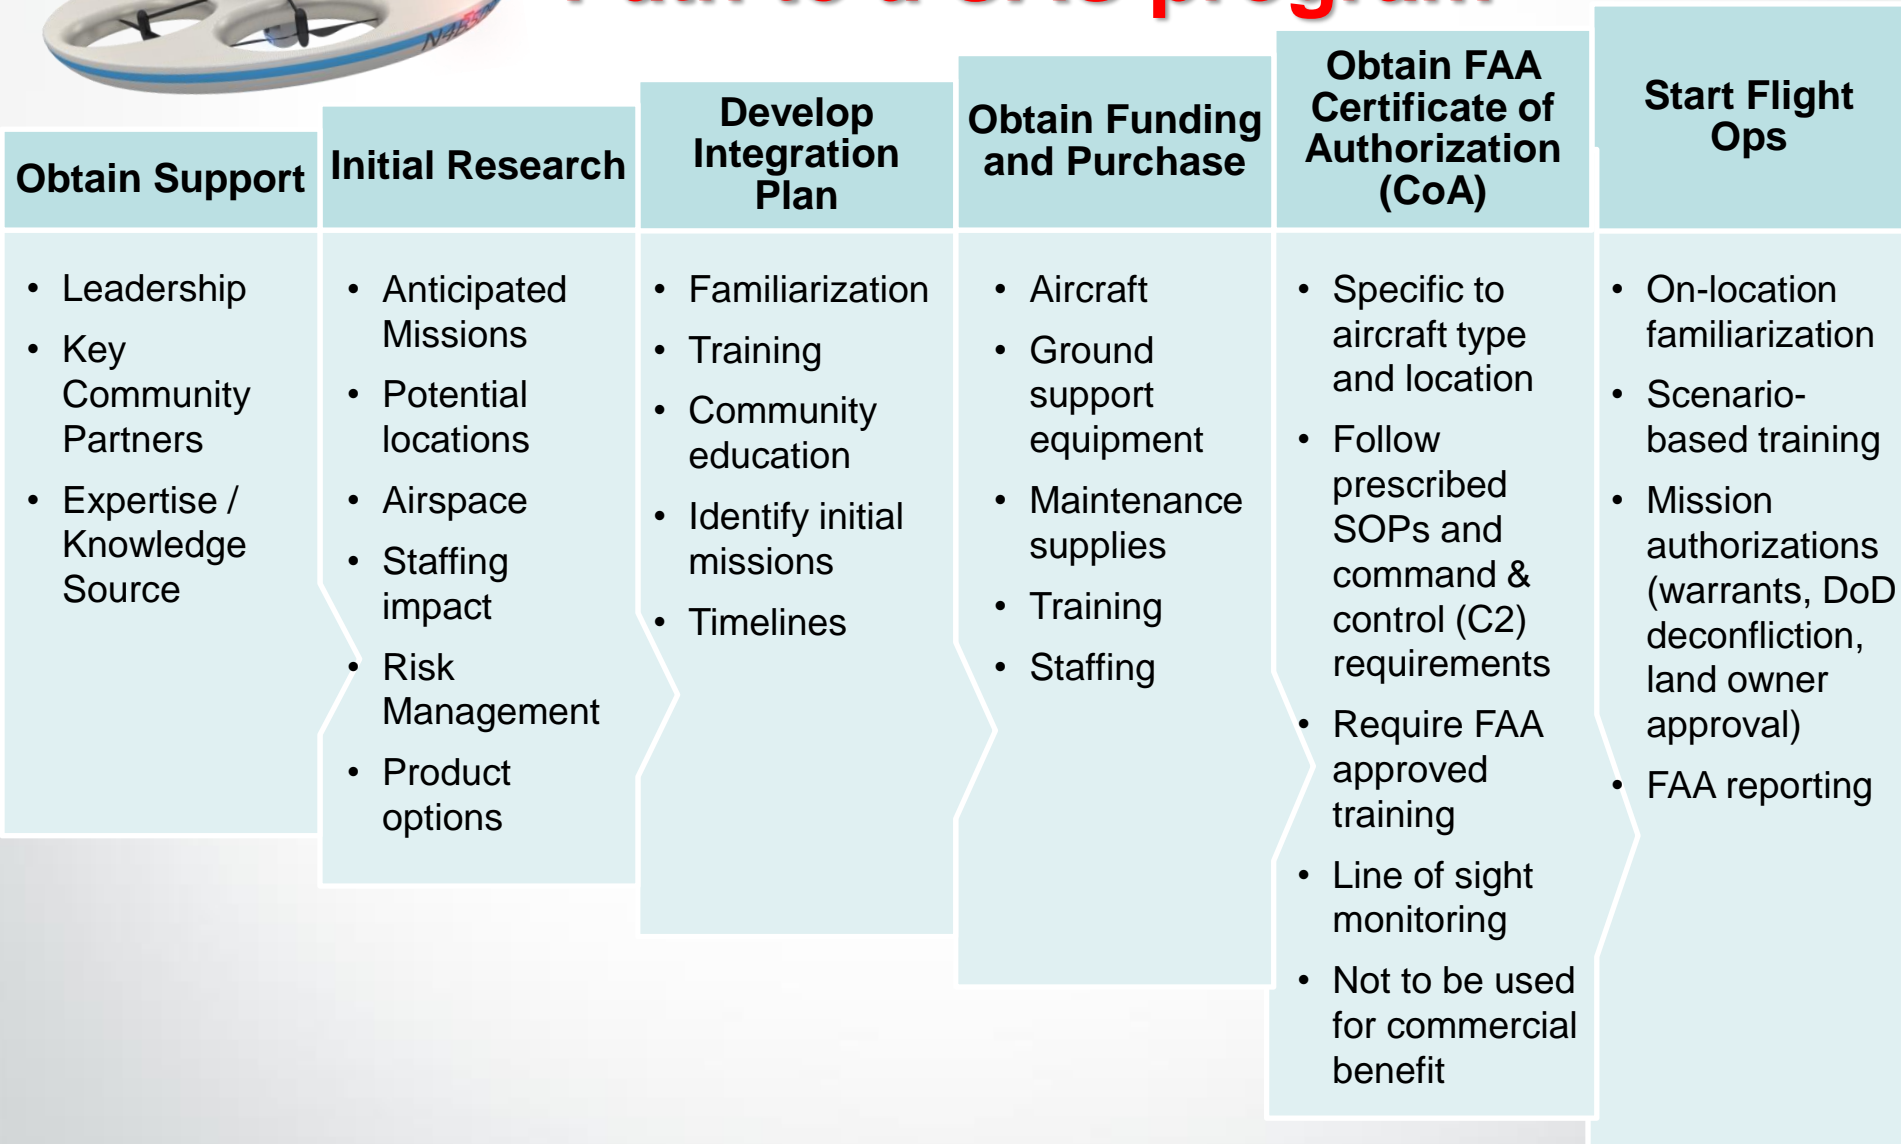 Obtain Support
• Leadership
• Key
Community
Partners
• Expertise /
Knowledge
Source
Initial Research
• Anticipated
Missions
• Potential
locations
• Airspace
• Staffing
impact
• Risk
Management
• Product
options
Develop
Integration
Plan
• Familiarization
• Training
• Community
education
• Identify initial
missions
• Timelines
Obtain Funding
and Purchase
• Aircraft
• Ground
support
equipment
• Maintenance
supplies
• Training
• Staffing
Obtain FAA
Certificate of
Authorization
(CoA)
• Specific to
aircraft type
and location
• Follow
prescribed
SOPs and
command &
control (C2)
requirements
• Require FAA
approved
training
• Line of sight
monitoring
• Not to be used
for commercial
benefit
Start Flight
Ops
• On-location
familiarization
• Scenario-
based training
• Mission
authorizations
(warrants, DoD
deconfliction,
land owner
approval)
• FAA reporting